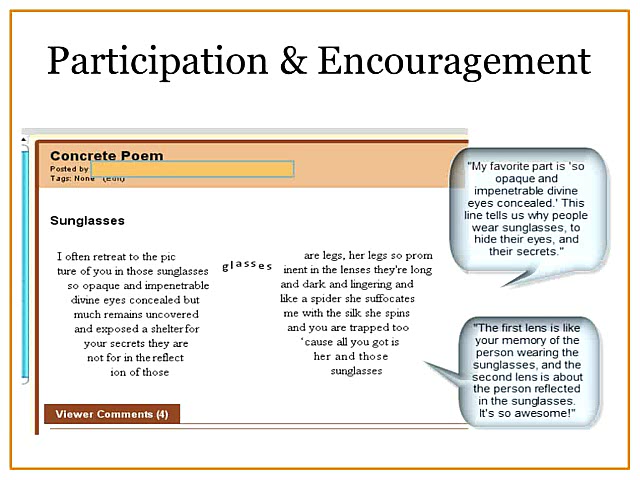 Participation & Encouragement
Concrete Poem
Posted by
Tags: None (Edit)
Sunglasses
I often retreat to the pic
ture of you in those sunglasses
so opaque and impenetrable
divine eyes concealed but
much remains uncovered
and exposed a shelter for
your secrets they are
not for in the reflect
ion of those
glasses
are legs, her legs so prom
inent in the lenses they're long
and dark and lingering and
like a spider she suffocates
me with the silk she spins
and you are trapped too
'cause all you got is
her and those
sunglasses
Viewer Comments (4)
"My favorite part is 'so
opaque and
impenetrable divine
eyes concealed.' This
line tells us why people
wear sunglasses, to
hide their eyes, and
their secrets."
"The first lens is like
your memory of the
person wearing the
sunglasses, and the
second lens is about
the person reflected
in the sunglasses.
It's so awesome!"